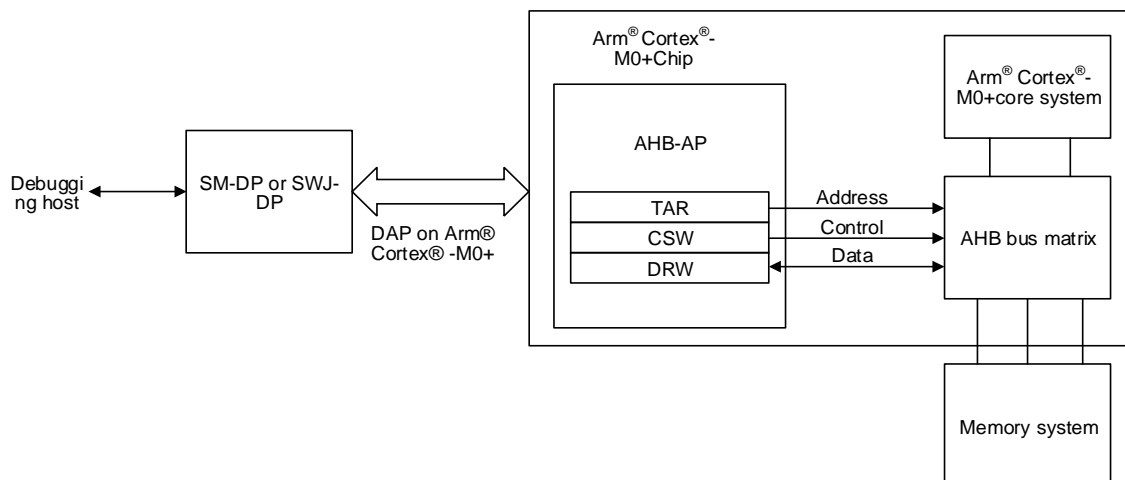 Arm® Cortex®-
M0+Chip
Arm® Cortex®-
M0+core system
AHB-AP
Debuggi
ng host
SM-DP or SWJ-
DP
DAP on Arm®
Cortex® -M0+
TAR
CSW
DRW
Address
Control
Data
AHB bus matrix
Memory system